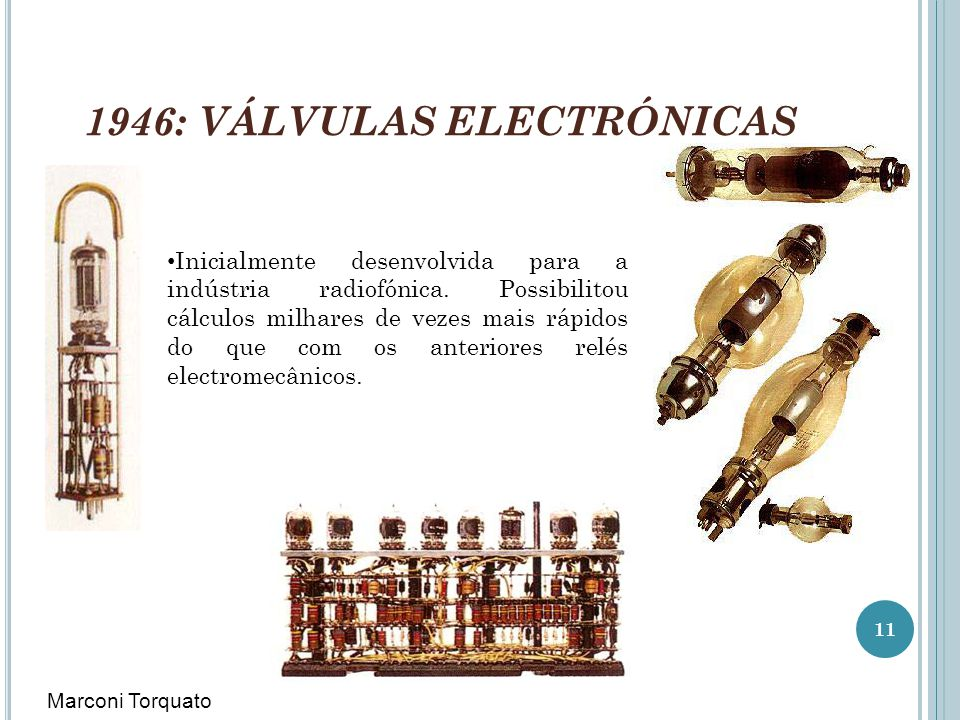 1946: VÁLVULAS ELECTRÓNICAS
•Inicialmente desenvolvida para a
indústria radiofónica. Possibilitou
cálculos milhares de vezes mais rápidos
do que com os anteriores relés
electromecânicos.
11
Marconi Torquato